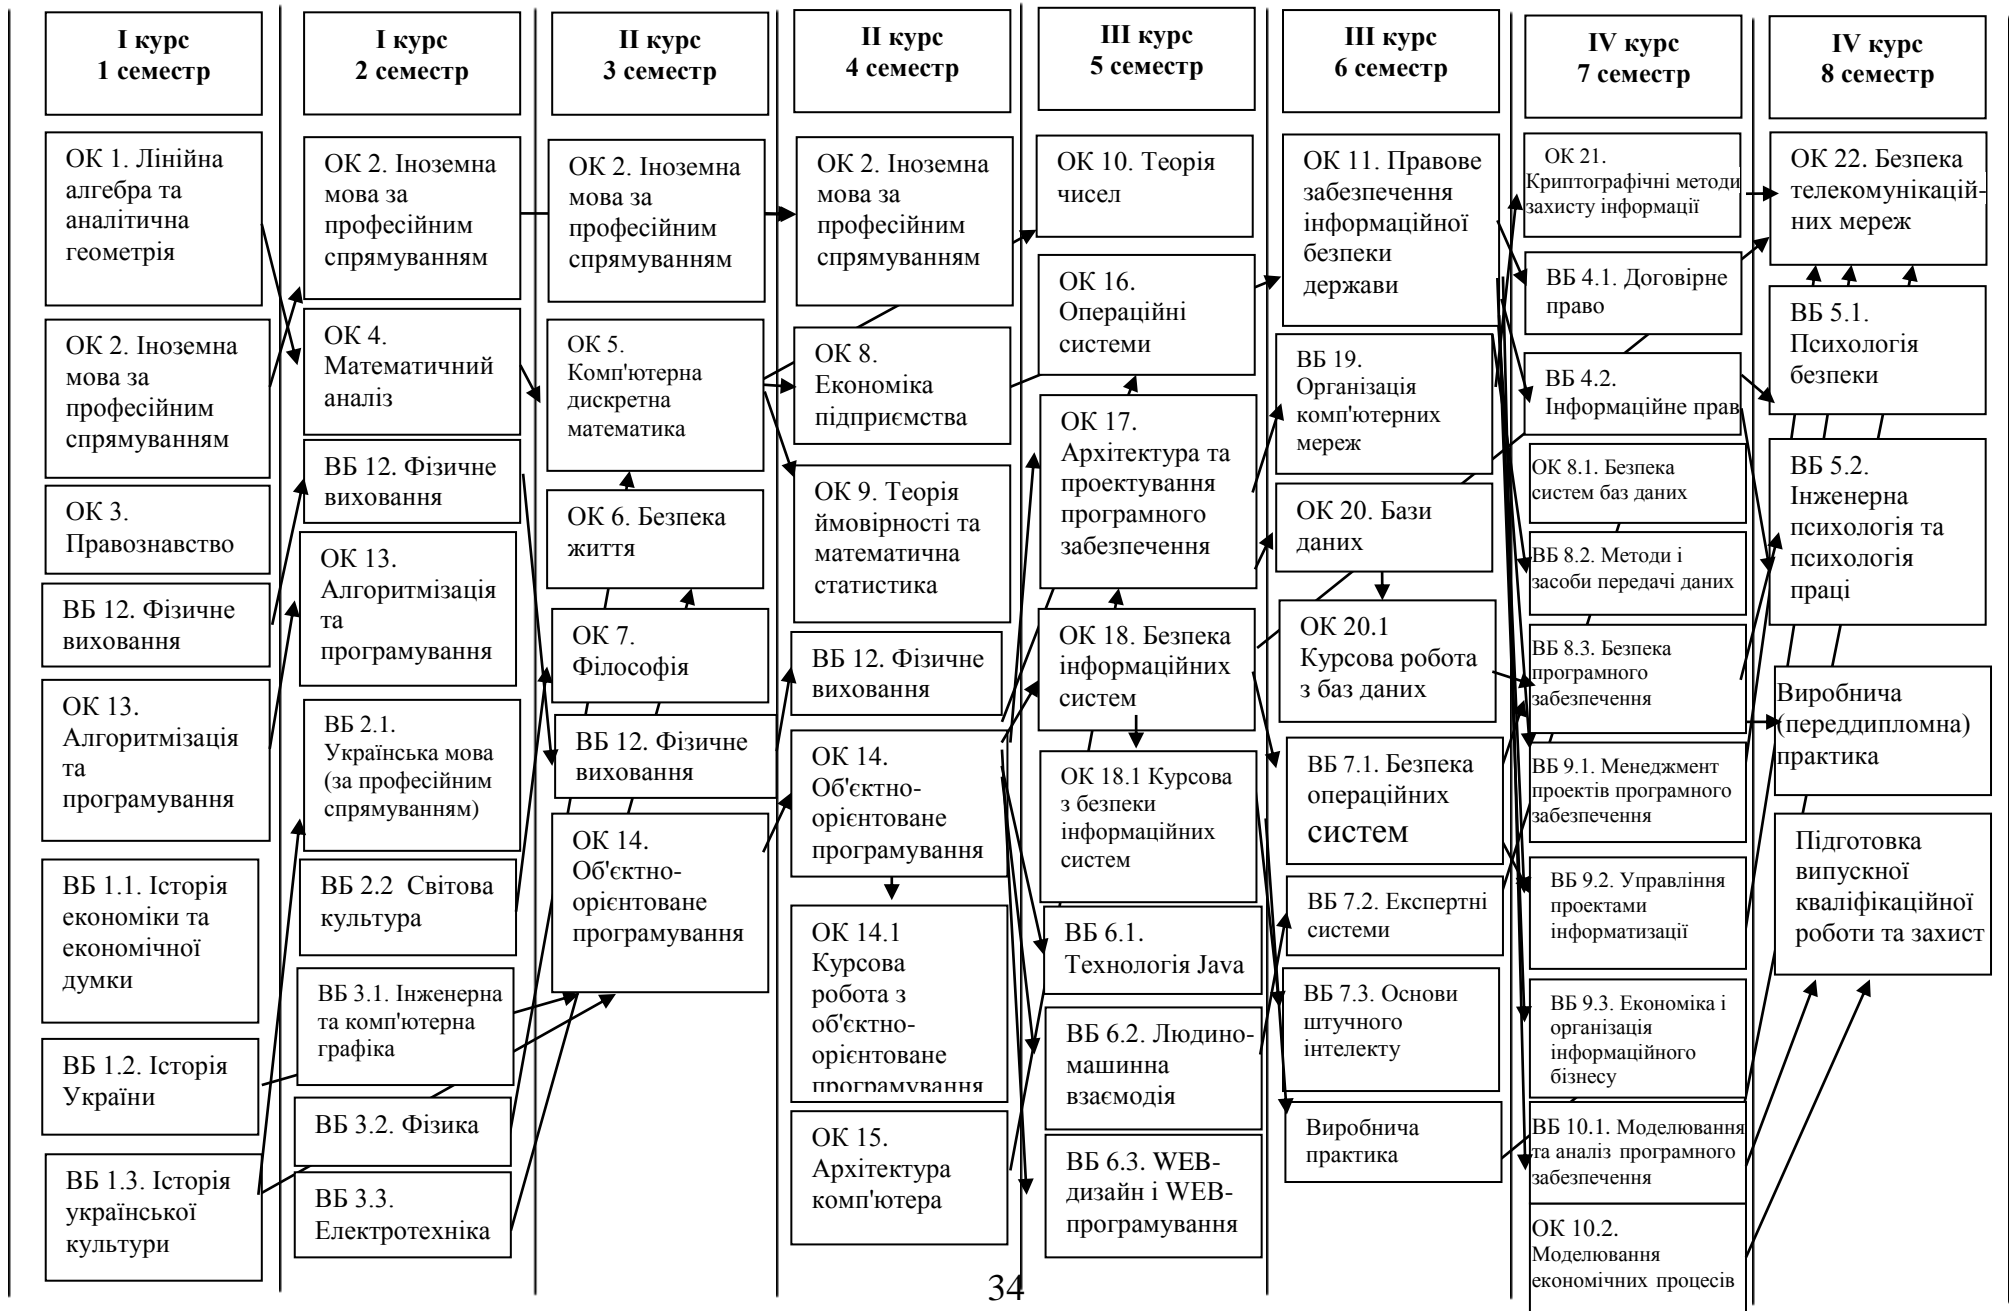 І курс
1 семестр
ОК 1. Лінійна
алгебра та
аналітична
геометрія
ОК 2. Іноземна
мова за
професійним
спрямуванням
ОК 3.
Правознавство
ВБ 12. Фізичне
виховання
ОК 13.
Алгоритмізація
та
програмування
ВБ 1.1. Історія
економіки та
економічної
думки
ВБ 1.2. Історія
України
ВБ 1.3. Історія
української
культури
І курс
2 семестр
ОК 2. Іноземна
мова за
професійним
спрямуванням
ОК 4.
Математичний
аналіз
ВБ 12. Фізичне
виховання
ОК 13.
Алгоритмізація
та
програмування
ВБ 2.1.
Українська мова
(за професійним
спрямуванням)
ВБ 2.2 Світова
культура
ВБ 3.1. Інженерна
та комп'ютерна
графіка
ВБ 3.2. Фізика
ВБ 3.3.
Електротехніка
ІІ курс
3 семестр
ОК 2. Іноземна
мова за
професійним
спрямуванням
ОК 5.
Комп'ютерна
дискретна
математика
ОК 6. Безпека
життя
ОК 7.
Філософія
ВБ 12. Фізичне
виховання
ОК 14.
Об'єктно-
орієнтоване
програмування
ІІ курс
4 семестр
ОК 2. Іноземна
мова за
професійним
спрямуванням
ОК 8.
Економіка
підприємства
ОК 9. Теорія
ймовірності та
математична
статистика
ВБ 12. Фізичне
виховання
ОК 14.
Об'єктно-
орієнтоване
програмування
ОК 14.1
Курсова
робота з
об'єктно-
орієнтоване
програмування
ОК 15.
Архітектура
комп'ютера
ІІІ курс
5 семестр
ОК 10. Теорія
чисел
ОК 16.
Операційні
системи
ОК 17.
Архітектура та
проектування
програмного
забезпечення
ОК 18. Безпека
інформаційних
систем
ОК 18.1 Курсова
з безпеки
інформаційних
систем
ВБ 6.1.
Технологія Java
ВБ 6.2. Людино-
машинна
взаємодія
ВБ 6.3. WEB-
дизайн і WEB-
програмування
ІІІ курс
6 семестр
ОК 11. Правове
забезпечення
інформаційної
безпеки
держави
ВБ 19.
Організація
комп'ютерних
мереж
ОК 20. Бази
даних
ОК 20.1
Курсова робота
з баз даних
ВБ 7.1. Безпека
операційних
систем
ВБ 7.2. Експертні
системи
ВБ 7.3. Основи
штучного
інтелекту
Виробнича
практика
IV курс
7 семестр
ОК 21.
Криптографічні методи
захисту інформації
ВБ 4.1. Договірне
право
ВБ 4.2.
Інформаційне прав
ОК 8.1. Безпека
систем баз даних
ВБ 8.2. Методи і
засоби передачі даних
ВБ 8.3. Безпека
програмного
забезпечення
ВБ 9.1. Менеджмент
проектів програмного
забезпечення
ВБ 9.2. Управління
проектами
інформатизації
ВБ 9.3. Економіка і
організація
інформаційного
бізнесу
ВБ 10.1. Моделювання
та аналіз програмного
забезпечення
ОК 10.2.
Моделювання
економічних процесів
IV курс
8 семестр
ОК 22. Безпека
телекомунікацій-
них мереж
ВБ 5.1.
Психологія
безпеки
ВБ 5.2.
Інженерна
психологія та
психологія
праці
Виробнича
(переддипломна)
практика
Підготовка
випускної
кваліфікаційної
роботи та захист
34